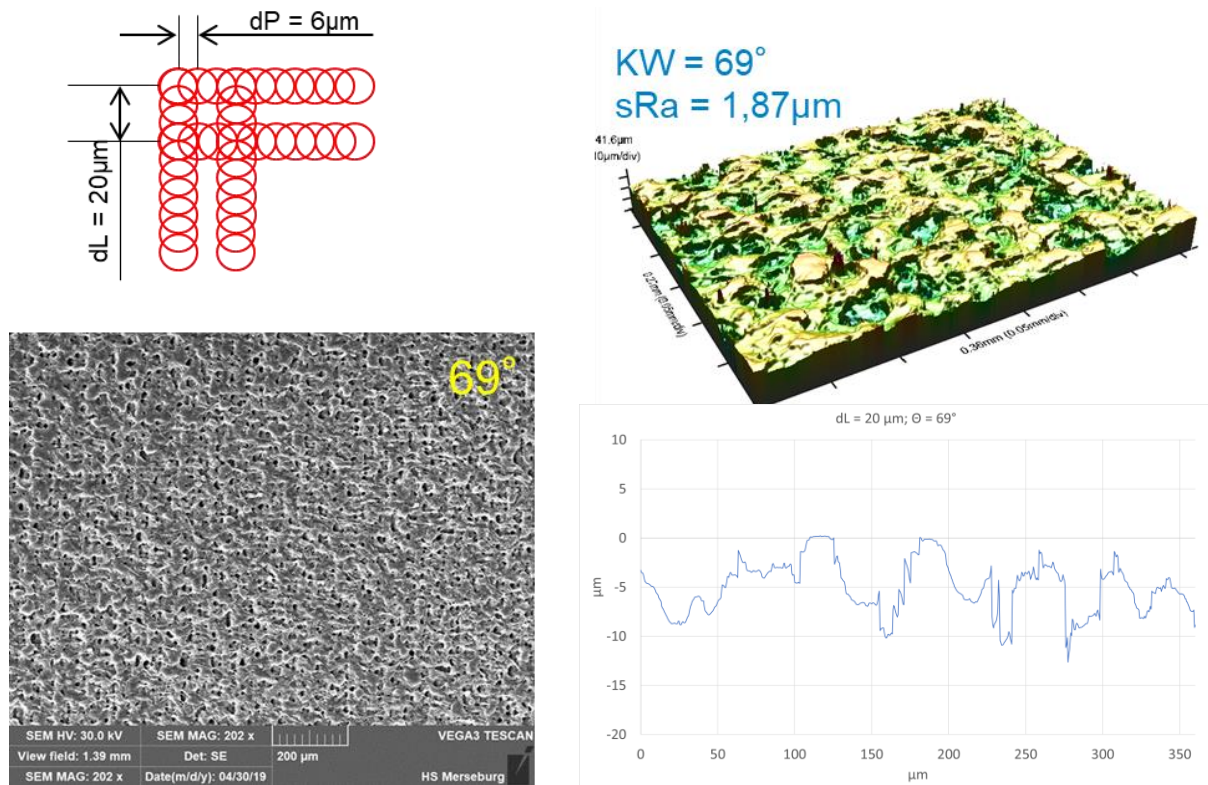 dP = 6µm
dL = 20µm
KW = 69°
sRa = 1,87µm
41.6µm
10µm/div)
0.36mm (0.05mm/div)
69°
SEM HV: 30.0 kV SEM MAG: 202 x VEGA3 TESCAN
View field: 1.39 mm Det: SE 200 µm
SEM MAG: 202 x Date(m/d/y): 04/30/19 HS Merseburg
dL = 20 µm; Θ = 69°
10
5
0
-5
-10
-15
-20
µm
0 50 100 150 200 250 300 350
µm